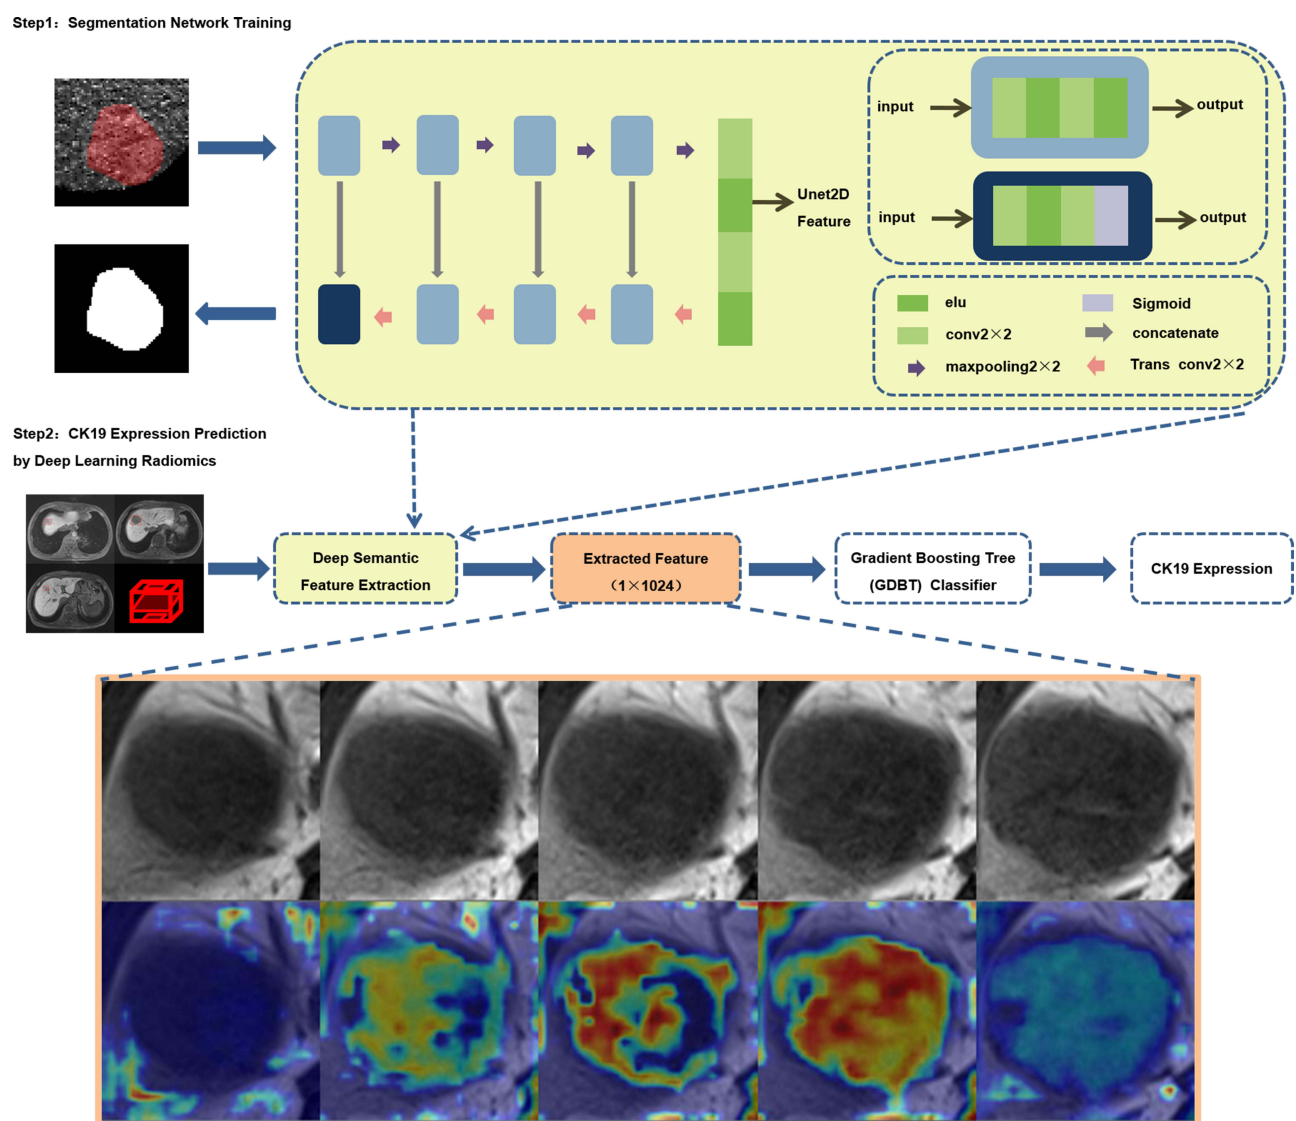 Step1: Segmentation Network Training
input
output
Unet2D
Feature
input
output
elu
Sigmoid
conv2×2
concatenate
maxpooling2×2
Trans conv2×2
Step2: CK19 Expression Prediction
by Deep Learning Radiomics
Deep Semantic
Feature Extraction
Extracted Feature
（1×1024）
Gradient Boosting Tree
(GDBT) Classifier
CK19 Expression